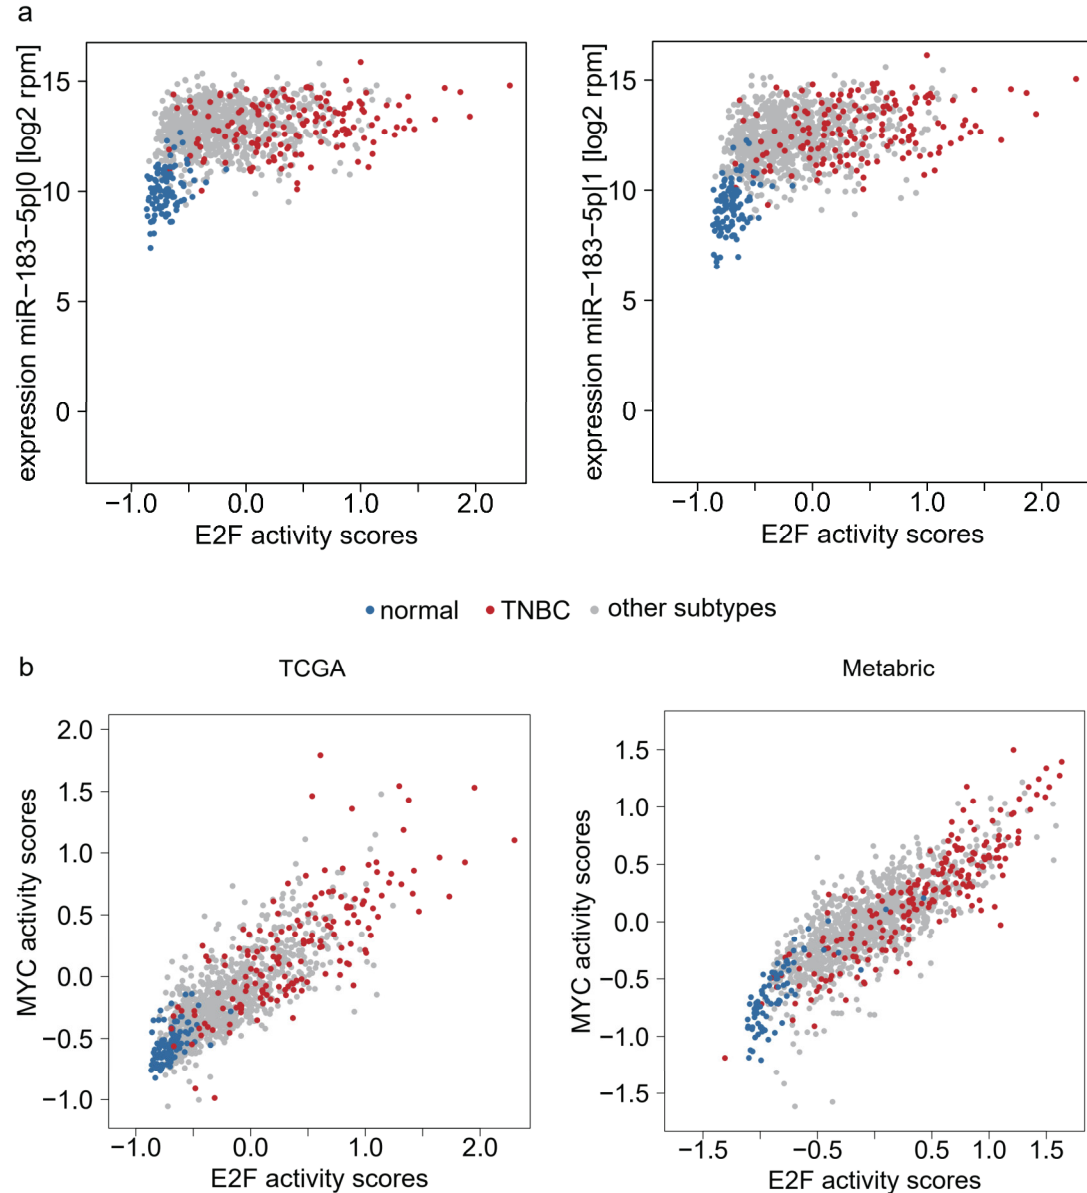 a
expression miR−183−5p|0 [log2 rpm]
15
10
5
0
−1.0
0.0
1.0
2.0
E2F activity scores
expression miR−183−5p|1 [log2 rpm]
15
10
5
0
−1.0
0.0
1.0
2.0
E2F activity scores
normal
TNBC
other subtypes
b
TCGA
MYC activity scores
2.0
1.5
1.0
0.5
0.0
−0.5
−1.0
−1.0
0.0
1.0
2.0
E2F activity scores
Metabric
MYC activity scores
1.5
1.0
0.5
0.0
−0.5
−1.0
−1.5
−1.5
−0.5
0.5
1.0
1.5
E2F activity scores